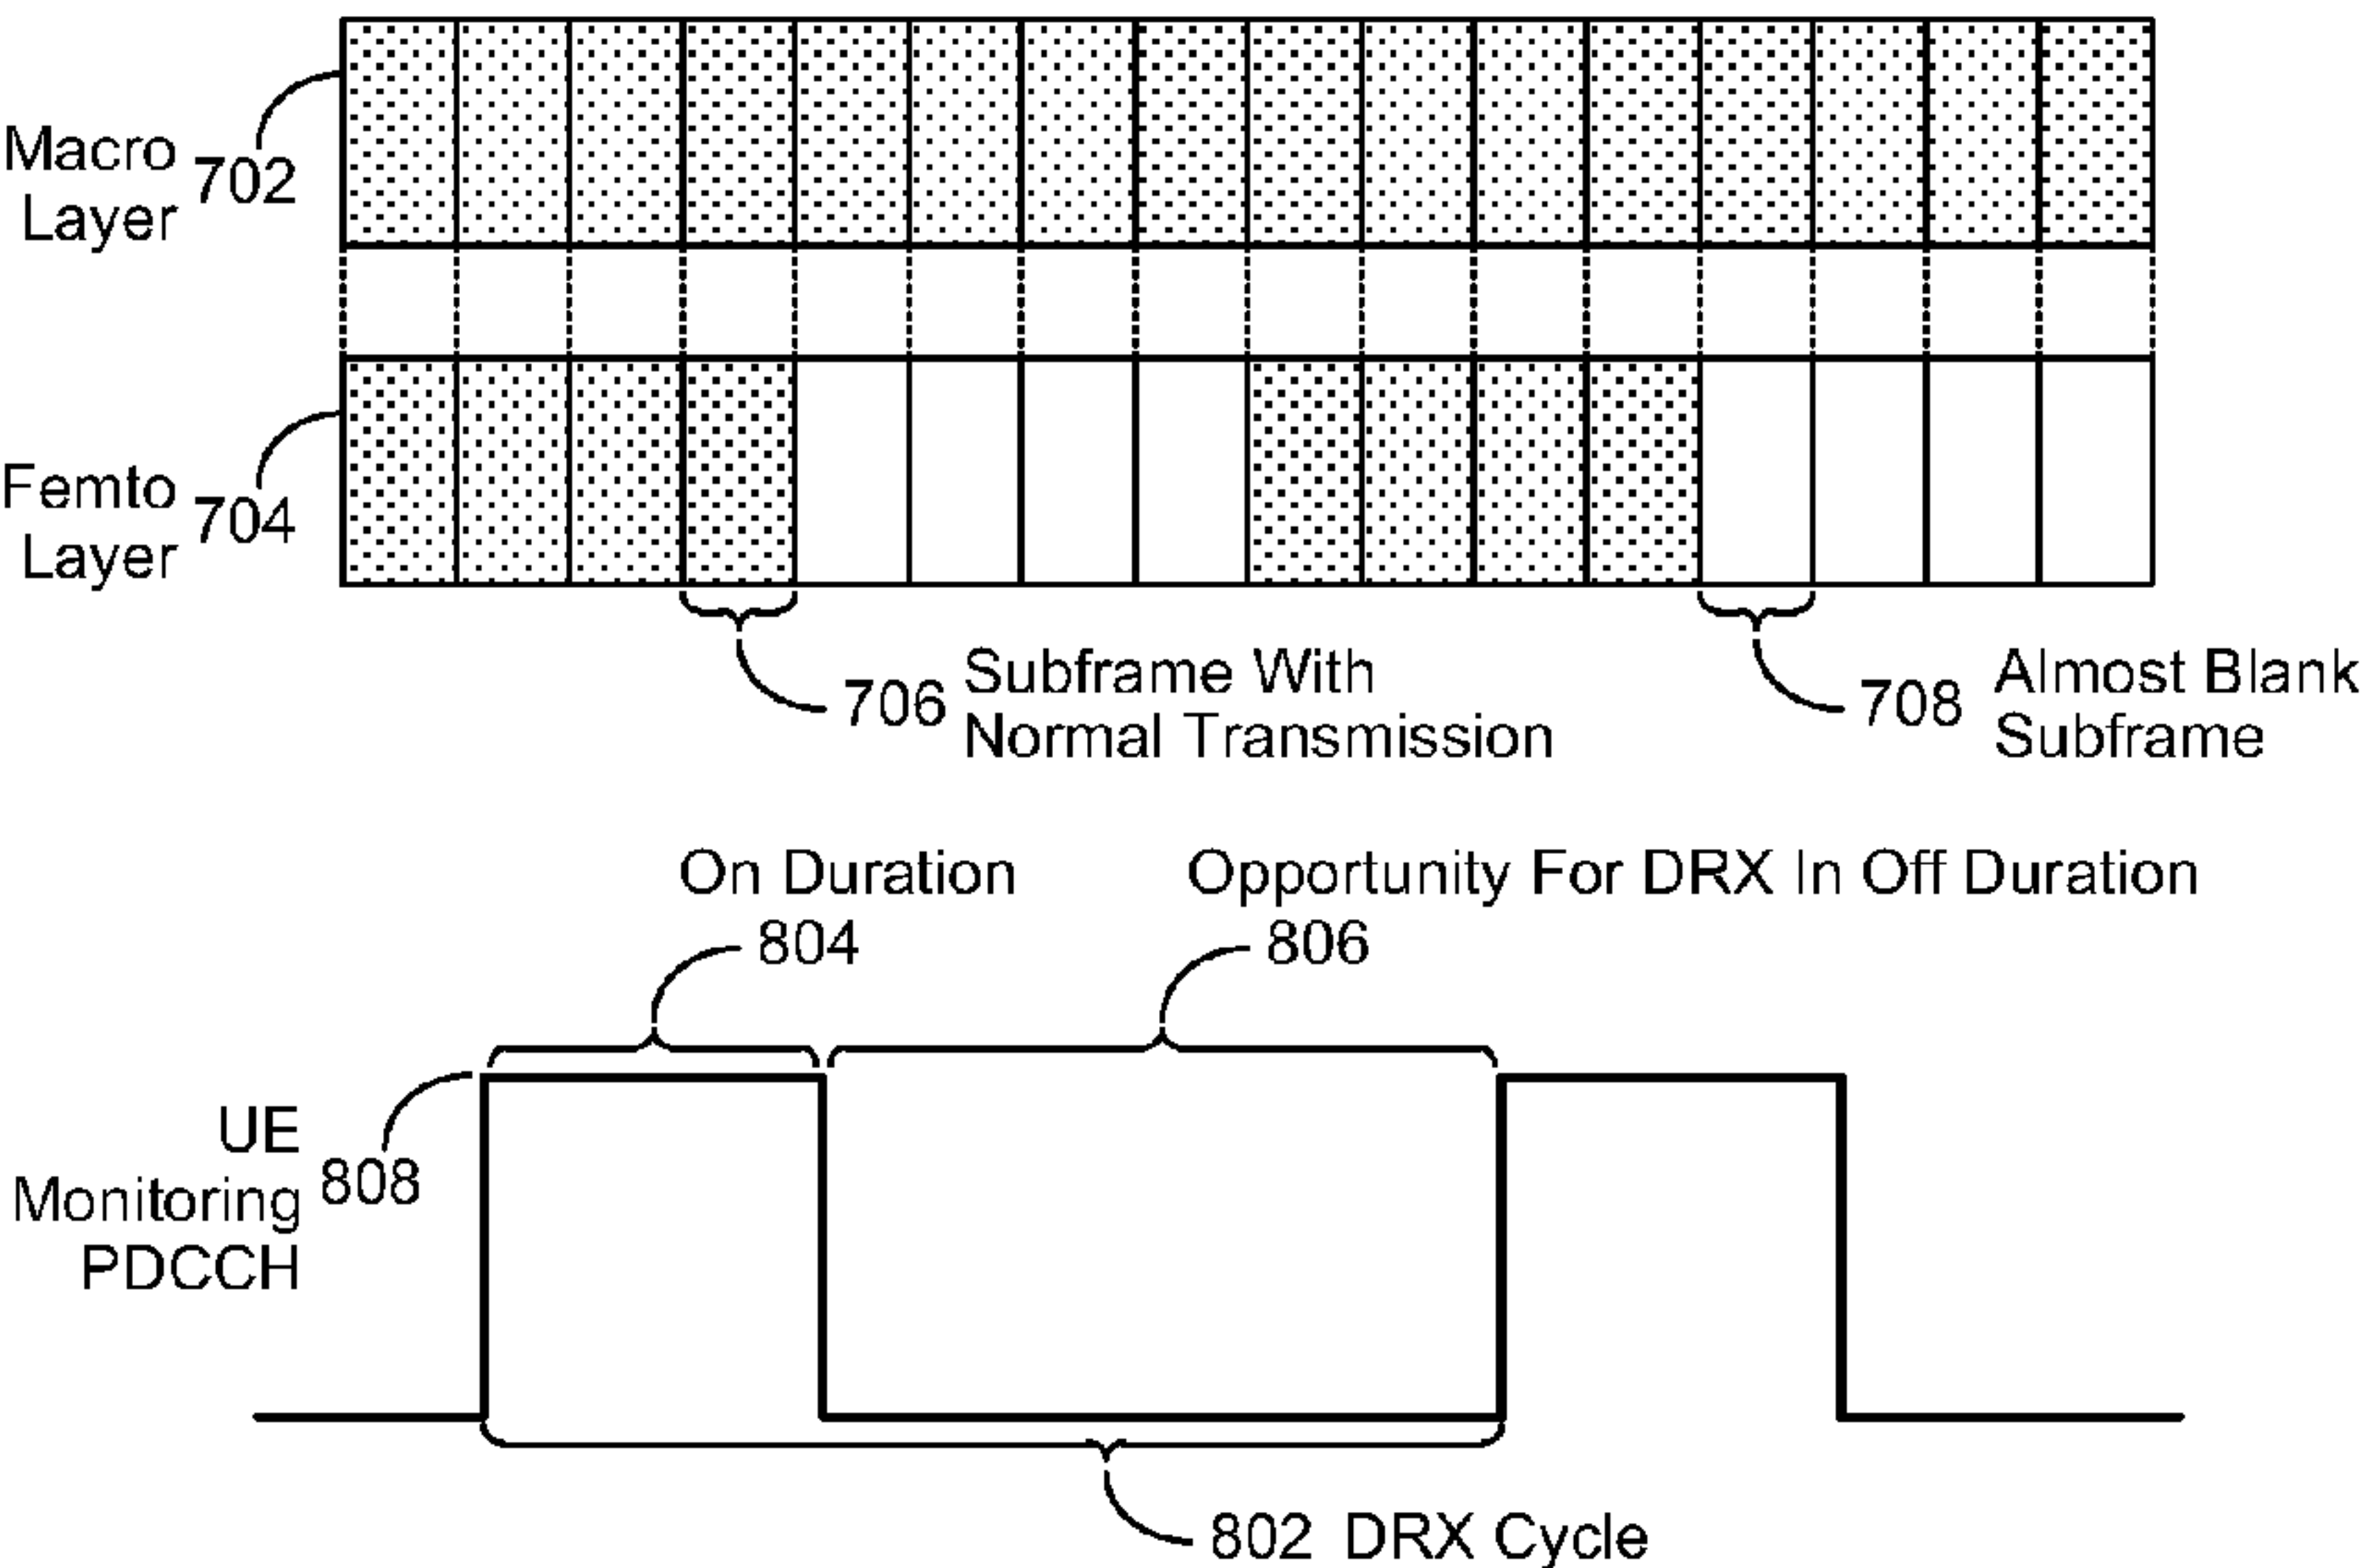 Macro
Layer
702
Femto
Layer
704
706
Subframe With
Normal Transmission
708
Almost Blank
Subframe
On Duration
804
Opportunity For DRX In Off Duration
806
UE
Monitoring
PDCCH
808
802 DRX Cycle